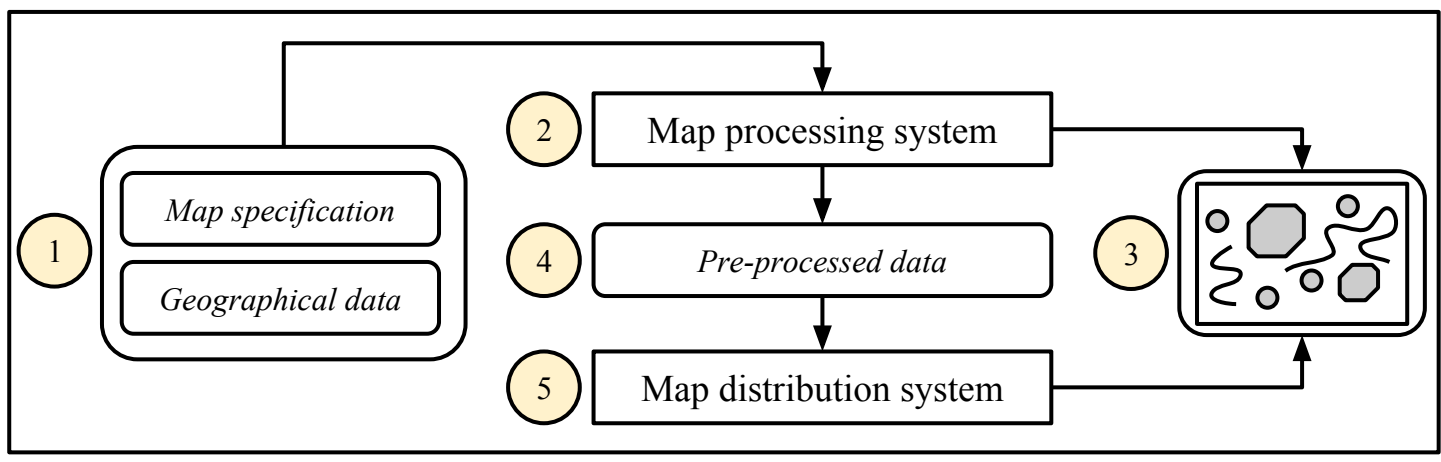 1
Map specification
Geographical data
2
Map processing system
3
4
Pre-processed data
5
Map distribution system